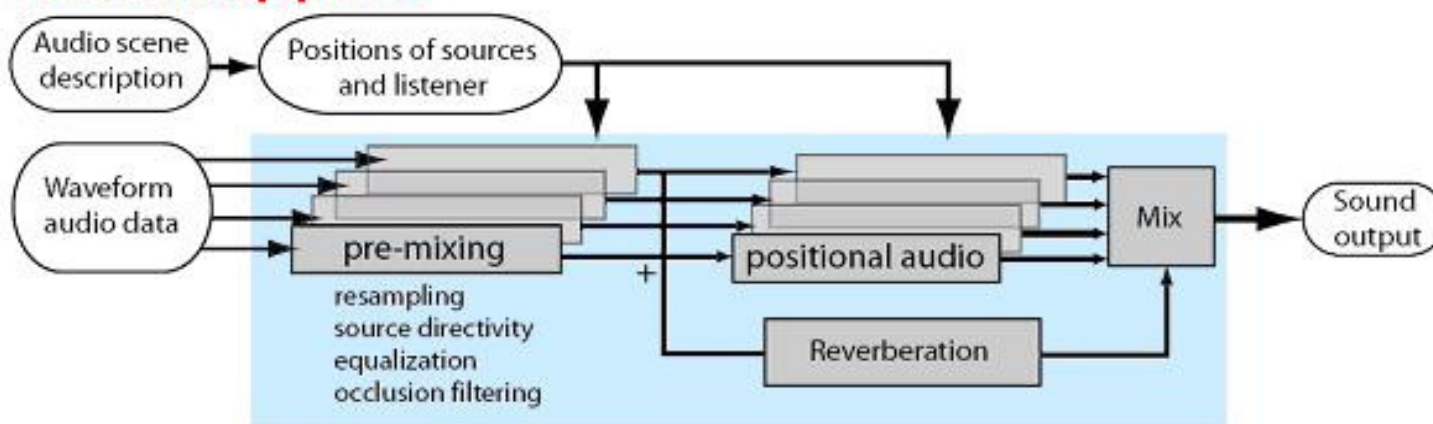 Audio scene
description
Positions of sources
and listener
Waveform
audio data
pre-mixing
resampling
source directivity
equalization
occlusion filtering
+
positional audio
Reverberation
Mix
Sound
output